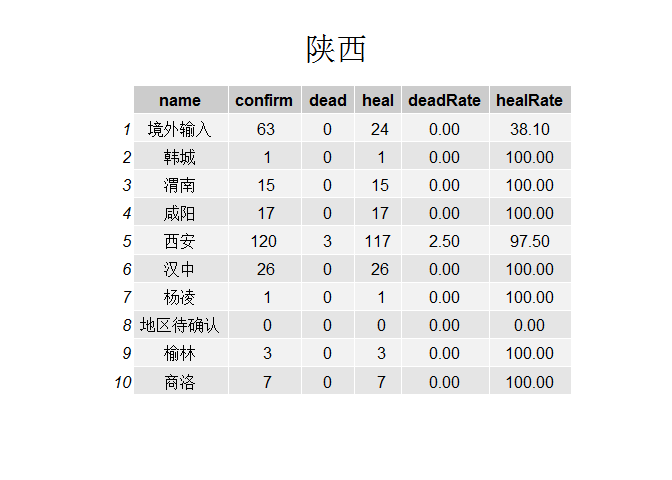 陕西
name confirm dead heal deadRate healRate
1 境外输入 63 0 24 0.00 38.10
2 韩城 1 0 1 0.00 100.00
3 渭南 15 0 15 0.00 100.00
4 咸阳 17 0 17 0.00 100.00
5 西安 120 3 117 2.50 97.50
6 汉中 26 0 26 0.00 100.00
7 杨凌 1 0 1 0.00 100.00
8 地区待确认 0 0 0 0.00 0.00
9 榆林 3 0 3 0.00 100.00
10 商洛 7 0 7 0.00 100.00